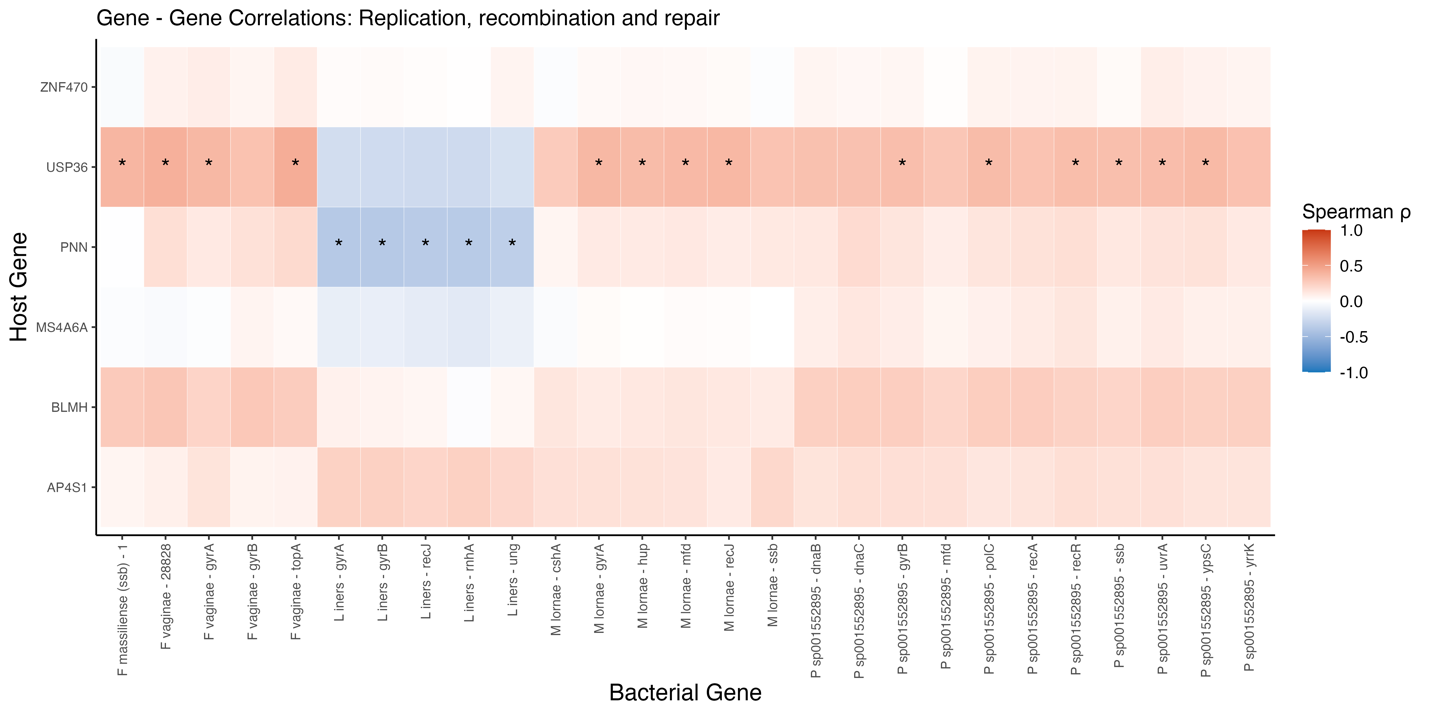 Gene - Gene Correlations: Replication, recombination and repair
Host Gene
ZNF470
USP36
PNN
MS4A6A
BLMH
AP4S1
* * * * * * * * * * * * * *
* * * * *
F massiliense (ssb) - 1
F vaginae - 28828
F vaginae - gyrA
F vaginae - gyrB
F vaginae - topA
L iners - gyrA
L iners - gyrB
L iners - recJ
L iners - rnhA
L iners - ung
M lornae - cshA
M lornae - gyrA
M lornae - hup
M lornae - mfd
M lornae - recJ
M lornae - ssb
P sp001552895 - dnaB
P sp001552895 - dnaC
P sp001552895 - gyrB
P sp001552895 - mfd
P sp001552895 - polC
P sp001552895 - recA
P sp001552895 - recR
P sp001552895 - ssb
P sp001552895 - uvrA
P sp001552895 - ypsC
P sp001552895 - yrrK
Bacterial Gene
Spearman ρ
1.0
0.5
0.0
-0.5
-1.0